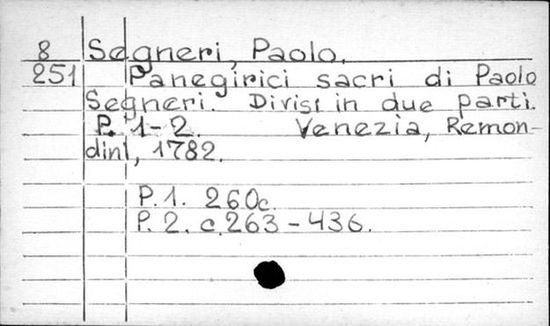 8 Segneri, Paolo.
251 Panegirici sacri di Paolo
Segneri. Divisi in due parti.
P. 1-2. Venezia, Remon-
dini, 1782.
P. 1. 260c.
P. 2. c. 263-436.